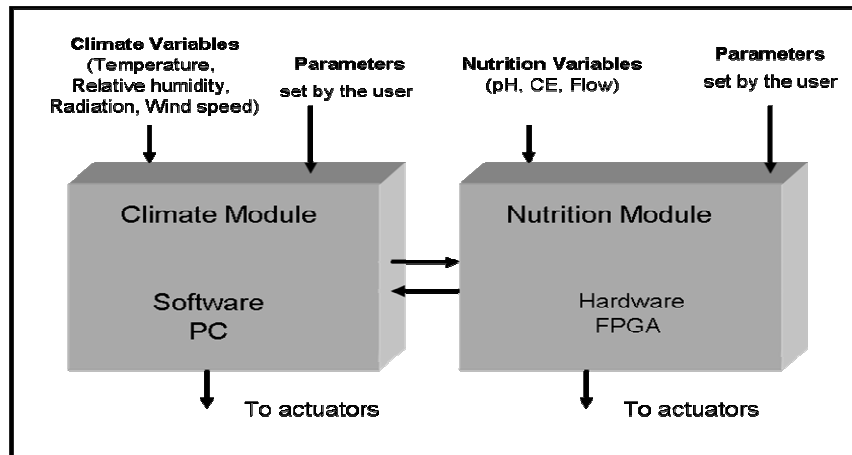 Climate Variables
(Temperature,
Relative humidity,
Radiation, Wind speed)
Parameters
set by the user
Nutrition Variables
(pH, CE, Flow)
Parameters
set by the user
Climate Module
Software
PC
Nutrition Module
Hardware
FPGA
To actuators
To actuators